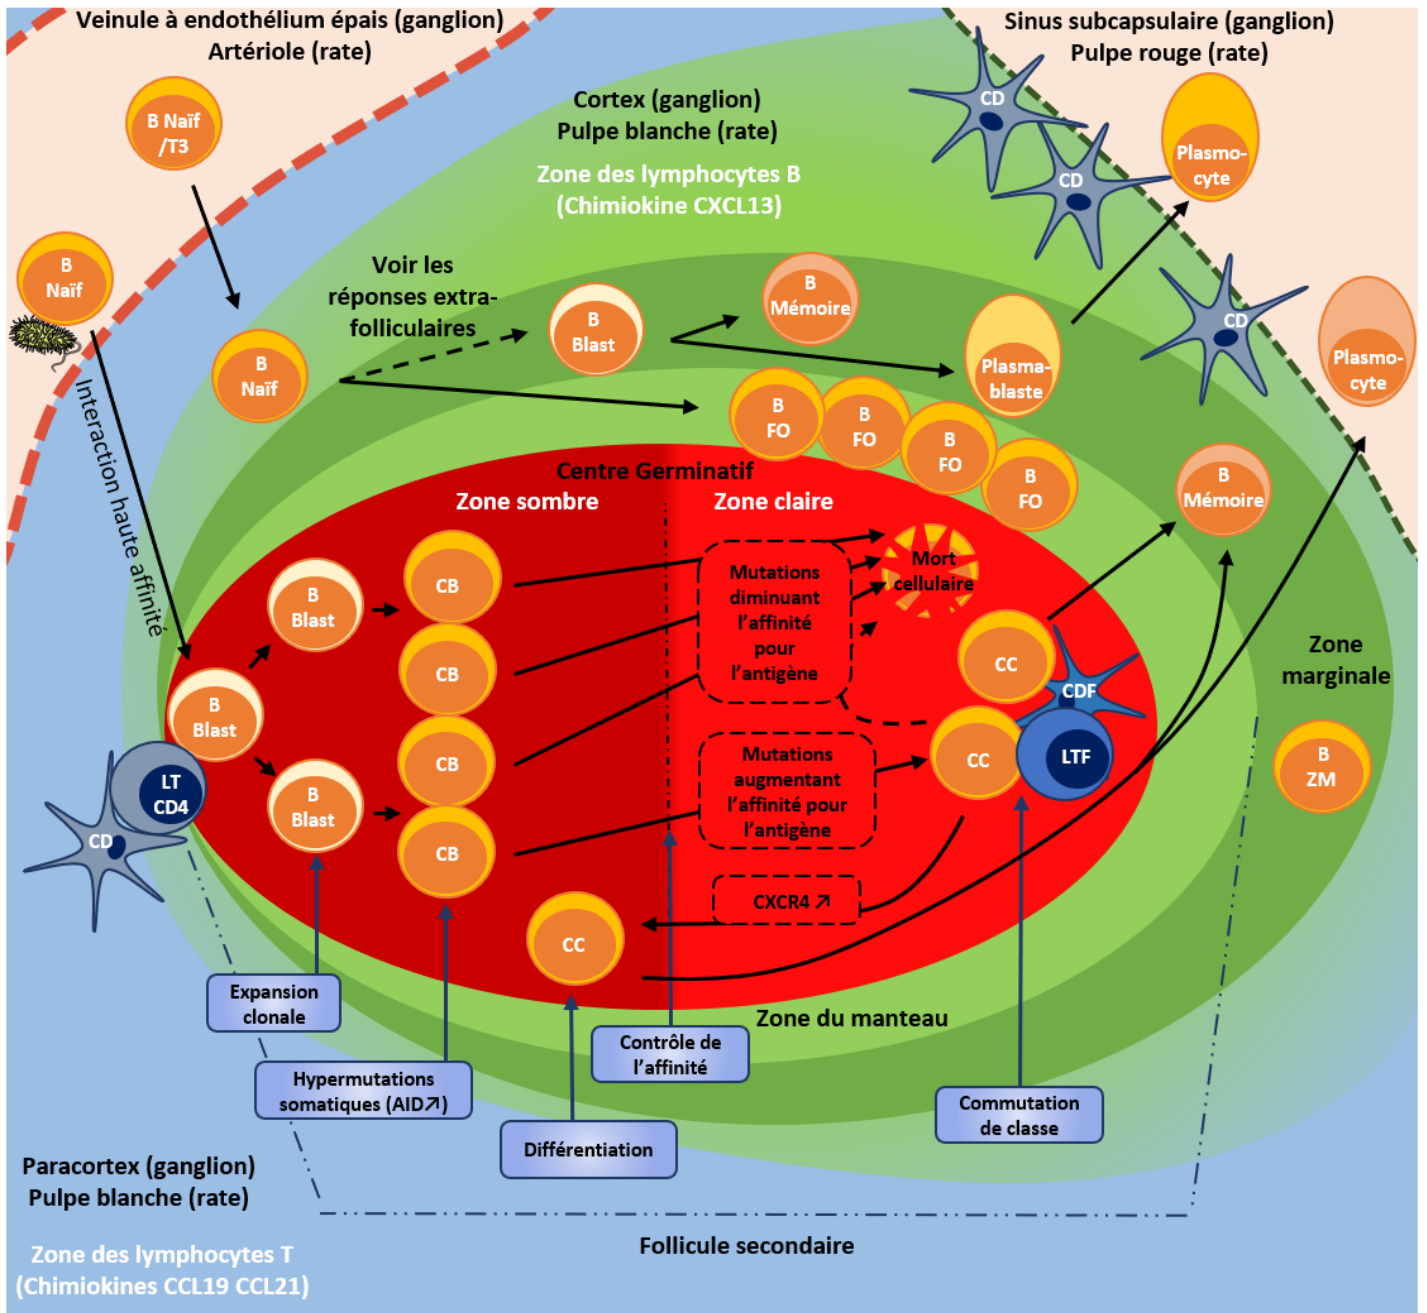 Veinule à endothélium épais (ganglion)
Artériole (rate)
Sinus subcapsulaire (ganglion)
Pulpe rouge (rate)
Cortex (ganglion)
Pulpe blanche (rate)
Zone des lymphocytes B
(Chimiokine CXCL13)
B Naïf
/T3
B
Naïf
B
Naïf
Interaction haute affinité
Voir les
réponses extra-
folliculaires
B
Blast
B
Mémoire
Plasma-
blaste
CD
CD
CD
Plasmo-
cyte
Plasmo-
cyte
B
FO
B
FO
B
FO
B
FO
B
Mémoire
Centre Germinatif
Zone sombre
Zone claire
B
Blast
B
Blast
B
Blast
LT
CD4
CD
CB
CB
CB
CB
Mutations
diminuant
l'affinité
pour
l'antigène
Mort
cellulaire
Mutations
augmentant
l'affinité pour
l'antigène
CC
CC
CDF
LTF
CXCR4 ↗
CC
Zone
marginale
B
ZM
Zone du manteau
Expansion
clonale
Hypermutations
somatiques (AID↗)
Différentiation
Contrôle de
l'affinité
Commutation
de classe
Paracortex (ganglion)
Pulpe blanche (rate)
Zone des lymphocytes T
(Chimiokines CCL19 CCL21)
Follicule secondaire